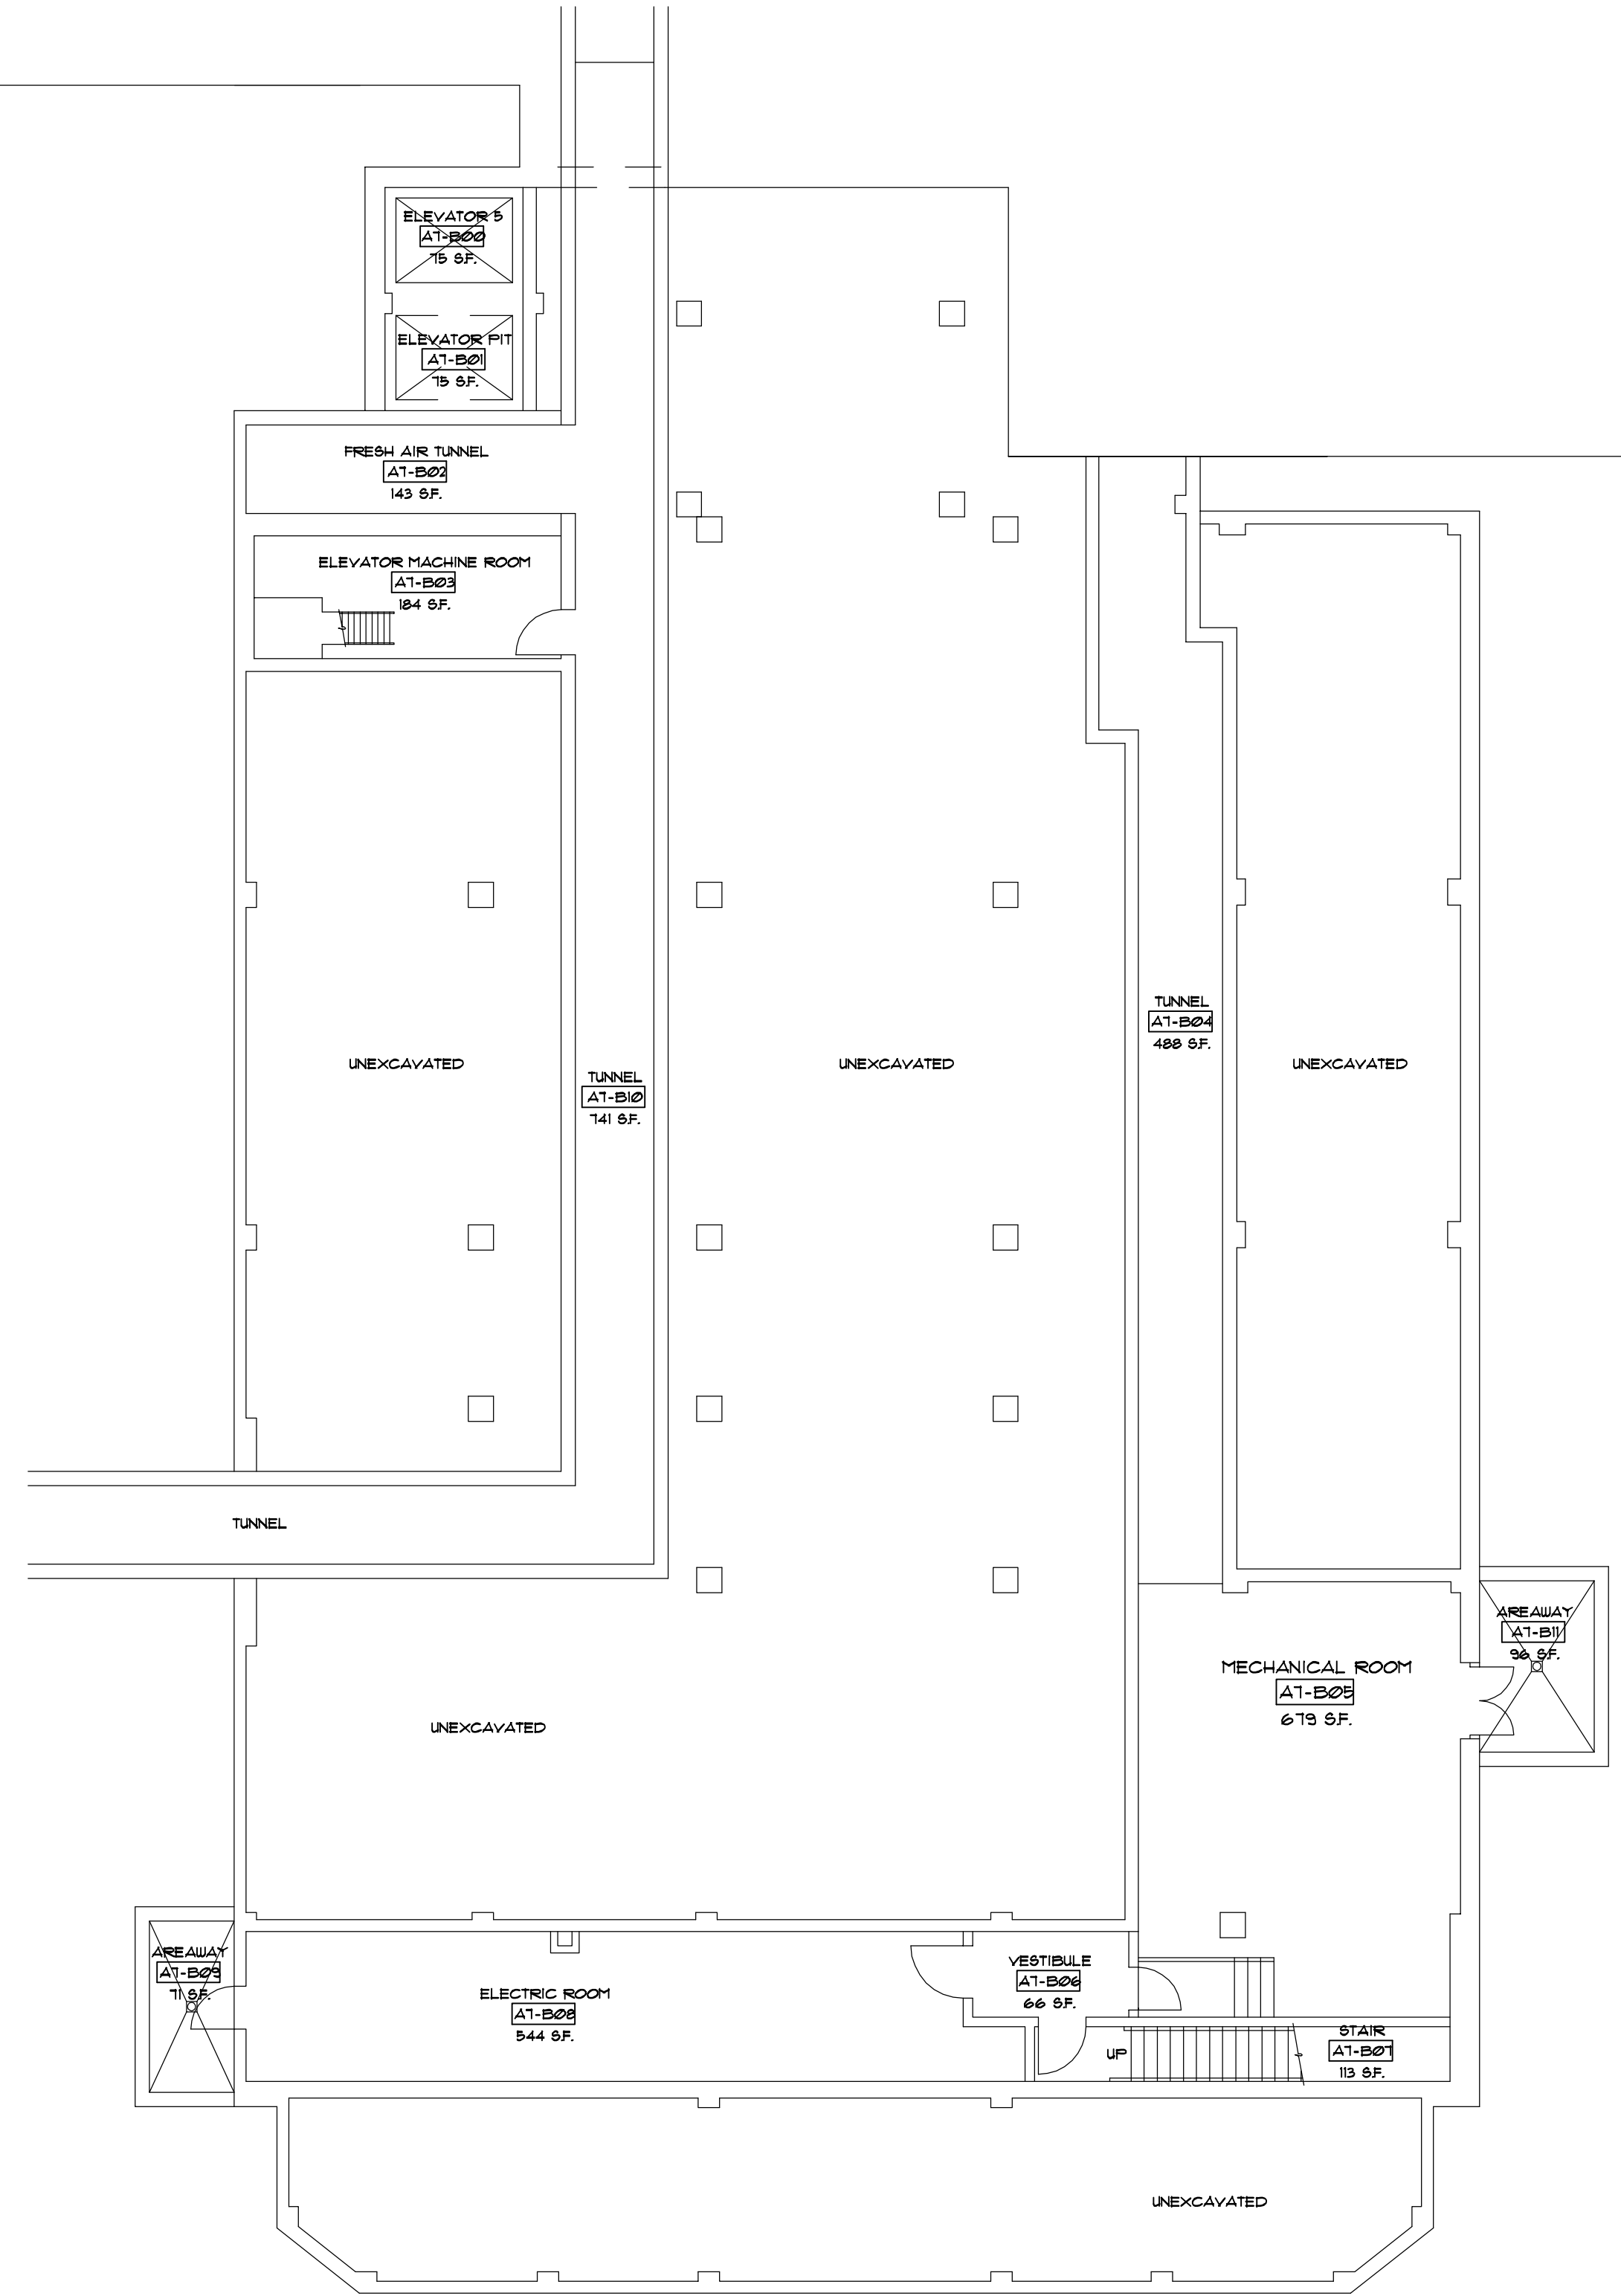 ELEVATOR 5
A7-B00
75 S.F.
ELEVATOR PIT
A7-B01
75 S.F.
FRESH AIR TUNNEL
A7-B02
143 S.F.
ELEVATOR MACHINE ROOM
A7-B03
184 S.F.
TUNNEL
A7-B04
488 S.F.
UNEXCAVATED
UNEXCAVATED
UNEXCAVATED
TUNNEL
A7-B10
741 S.F.
TUNNEL
AREAWAY
A7-B11
96 S.F.
MECHANICAL ROOM
A7-B05
679 S.F.
UNEXCAVATED
AREAWAY
A7-B09
71 S.F.
VESTIBULE
A7-B06
66 S.F.
ELECTRIC ROOM
A7-B08
544 S.F.
STAIR
A7-B07
113 S.F.
UP
UNEXCAVATED